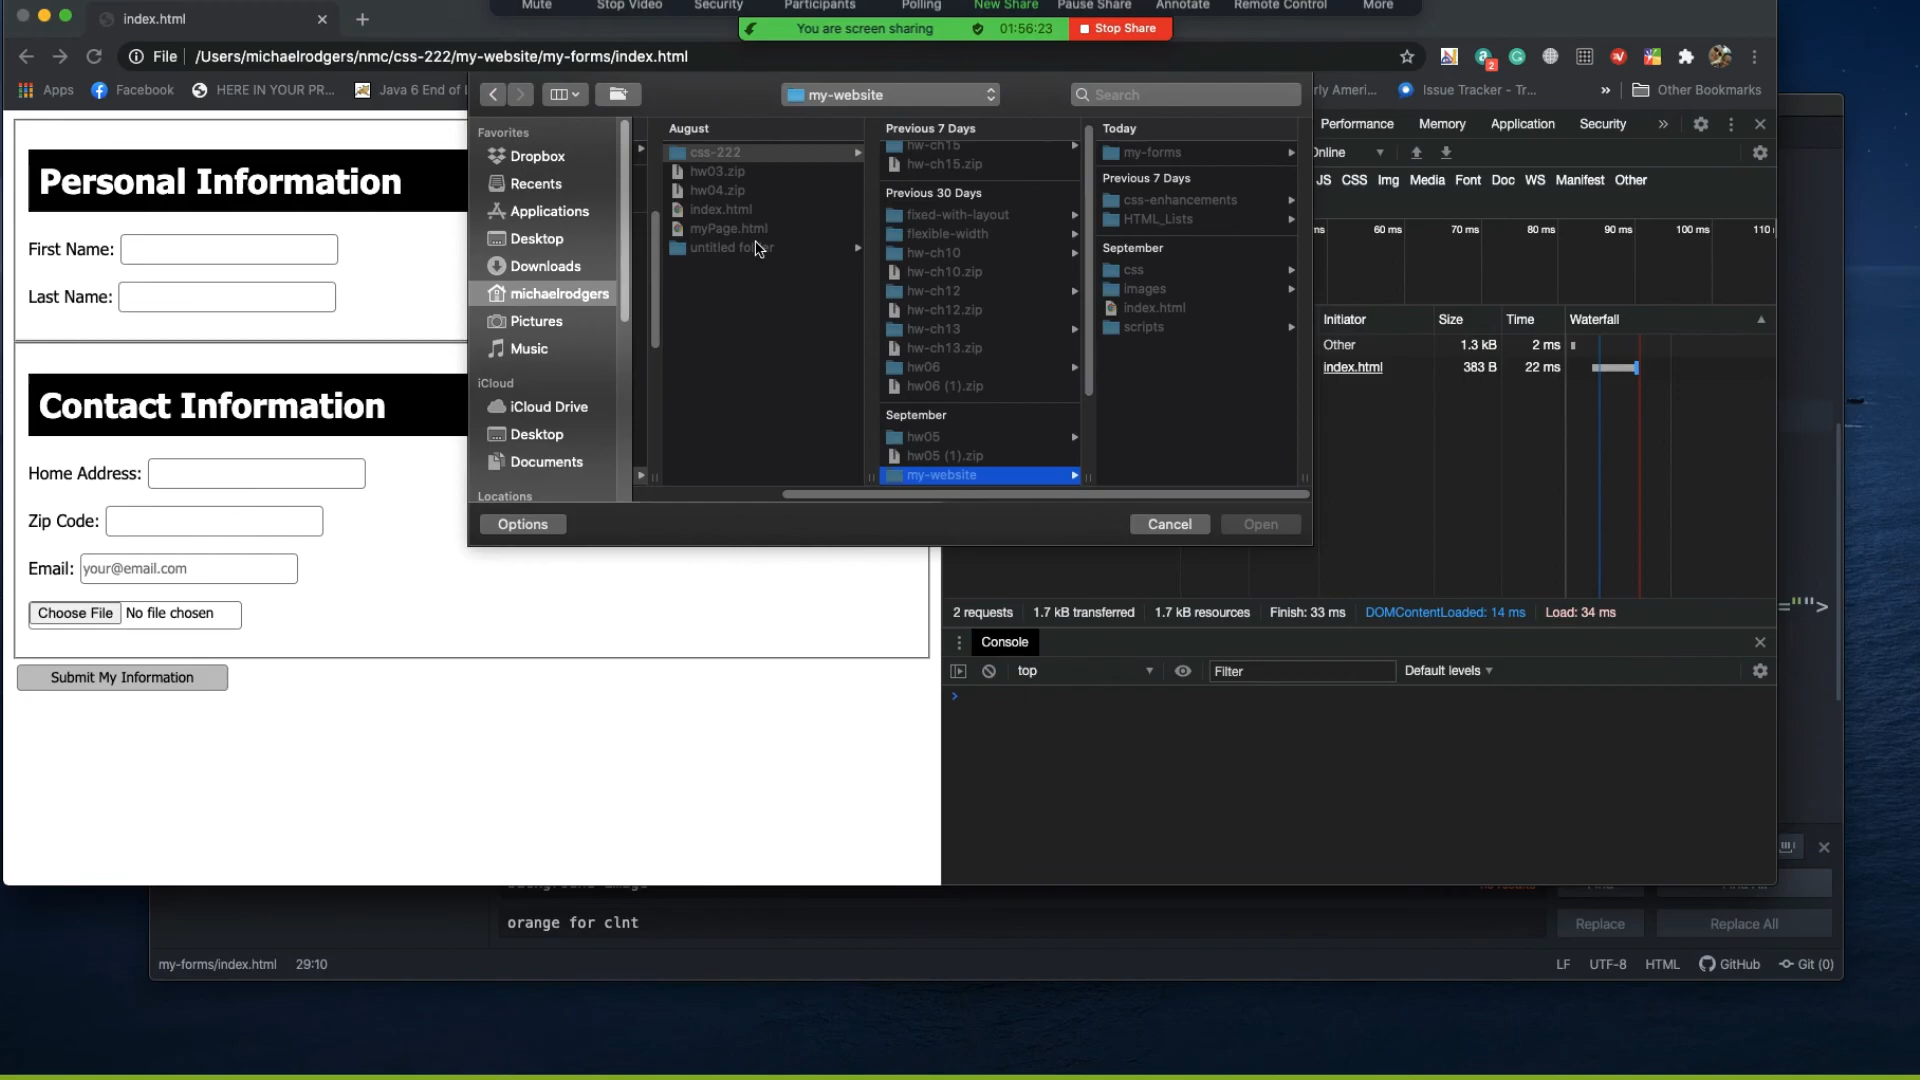 Mute Stop Video Security Participants Polling New Share Pause Share Annotate Remote Control More
index.html
You are screen sharing 01:56:23 Stop Share
File /Users/michaelrodgers/nmc/css-222/my-website/my-forms/index.html
2
Apps Facebook HERE IN YOUR PR... Java 6 End of l
rly Ameri... Issue Tracker - Tr... » Other Bookmarks
my-website
Search
Performance Memory Application Security »
nline
JS CSS Img Media Font Doc WS Manifest Other
ms 60 ms 70 ms 80 ms 90 ms 100 ms 110
Initiator Size Time Waterfall
Other 1.3 kB 2 ms
index.html 383 B 22 ms
Favorites
Dropbox
Recents
Applications
Desktop
Downloads
michaelrodgers
Pictures
Music
iCloud
iCloud Drive
Desktop
Documents
Locations
August
css-222
hw03.zip
hw04.zip
index.html
myPage.html
untitled
Previous 7 Days
hw-ch15
hw-ch15.zip
Previous 30 Days
fixed-with-layout
flexible-width
hw-ch10
hw-ch10.zip
hw-ch12
hw-ch12.zip
hw-ch13
hw-ch13.zip
hw06
hw06 (1).zip
September
hw05
hw05 (1).zip
my-website
Today
my-forms
Previous 7 Days
css-enhancements
HTML_Lists
September
css
images
index.html
scripts
Options
Cancel Open
Personal Information
First Name:
Last Name:
Contact Information
Home Address:
Zip Code:
Email: your@email.com
Choose File No file chosen
Submit My Information
2 requests 1.7 kB transferred 1.7 kB resources Finish: 33 ms DOMContentLoaded: 14 ms Load: 34 ms
=""">
Console
top Filter Default levels
>
orange for clnt
Replace Replace All
my-forms/index.html 29:10 LF UTF-8 HTML GitHub Git (0)